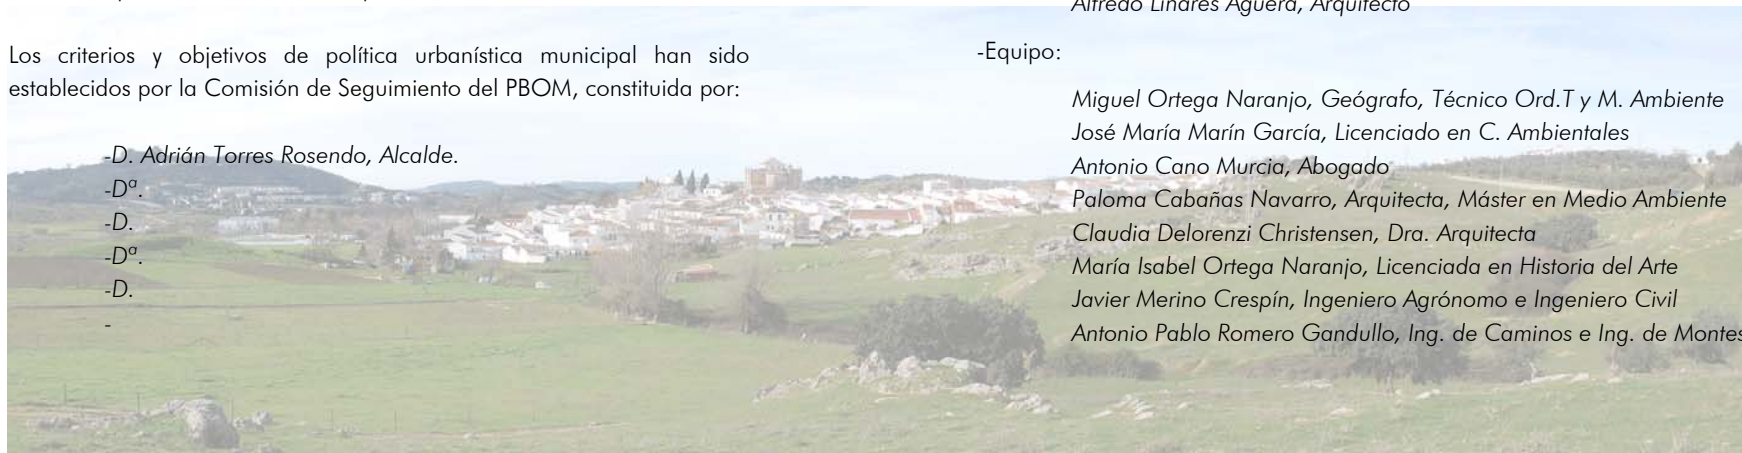 Los criterios y objetivos de política urbanística municipal han sido
establecidos por la Comisión de Seguimiento del PBOM, constituida por:
-D. Adrián Torres Rosendo, Alcalde.
-Dª.
-D.
-Dª.
-D.
-
Alfredo Linares Agüera, Arquitecto
-Equipo:
Miguel Ortega Naranjo, Geógrafo, Técnico Ord.T y M. Ambiente
José María Marín García, Licenciado en C. Ambientales
Antonio Cano Murcia, Abogado
Paloma Cabañas Navarro, Arquitecta, Máster en Medio Ambiente
Claudia Delorenzi Christensen, Dra. Arquitecta
María Isabel Ortega Naranjo, Licenciada en Historia del Arte
Javier Merino Crespín, Ingeniero Agrónomo e Ingeniero Civil
Antonio Pablo Romero Gandullo, Ing. de Caminos e Ing. de Montes